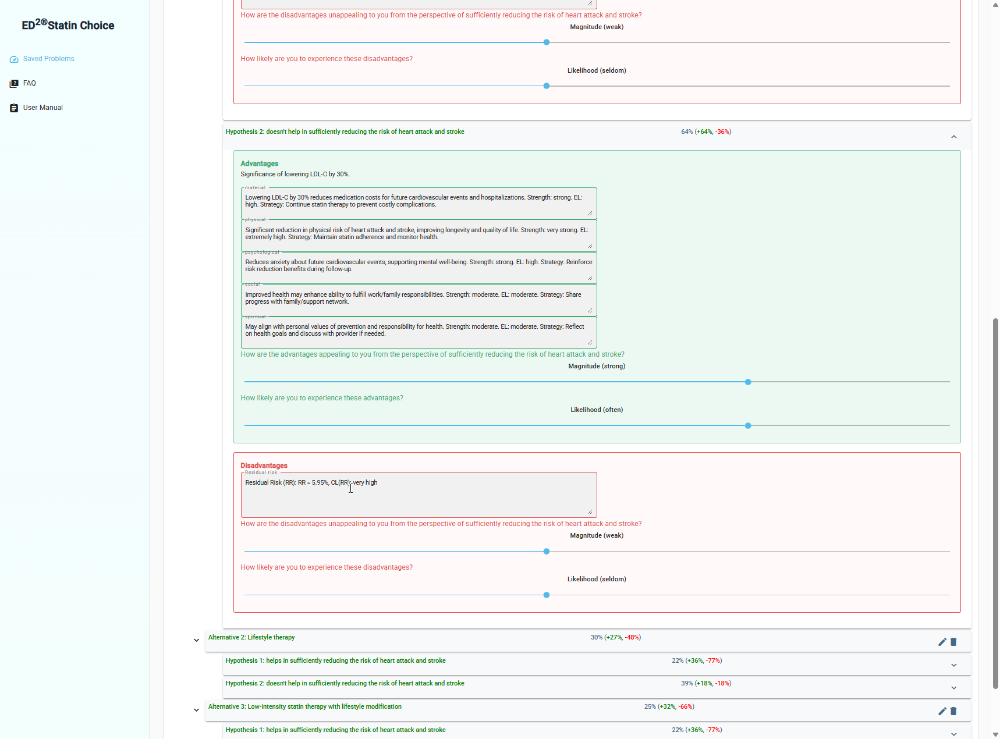 ED2®Statin Choice
Saved Problems
FAQ
User Manual
How are the disadvantages unappealing to you from the perspective of sufficiently reducing the risk of heart attack and stroke?
Magnitude (weak)
How likely are you to experience these disadvantages?
Likelihood (seldom)
Hypothesis 2: doesn't help in sufficiently reducing the risk of heart attack and stroke 64% (+64%, -36%)
Advantages
Significance of lowering LDL-C by 30%.
material
Lowering LDL-C by 30% reduces medication costs for future cardiovascular events and hospitalizations. Strength: strong. EL:
high. Strategy: Continue statin therapy to prevent costly complications.
physical
Significant reduction in physical risk of heart attack and stroke, improving longevity and quality of life. Strength: very strong. EL:
extremely high. Strategy: Maintain statin adherence and monitor health.
psychological
Reduces anxiety about future cardiovascular events, supporting mental well-being. Strength: strong. EL: high. Strategy: Reinforce
risk reduction benefits during follow-up.
social
Improved health may enhance ability to fulfill work/family responsibilities. Strength: moderate. EL: moderate. Strategy: Share
progress with family/support network.
spiritual
May align with personal values of prevention and responsibility for health. Strength: moderate. EL: moderate. Strategy: Reflect
on health goals and discuss with provider if needed.
How are the advantages appealing to you from the perspective of sufficiently reducing the risk of heart attack and stroke?
Magnitude (strong)
How likely are you to experience these advantages?
Likelihood (often)
Disadvantages
Residual risk
Residual Risk (RR): RR = 5.95%, CL(RR): very high
How are the disadvantages unappealing to you from the perspective of sufficiently reducing the risk of heart attack and stroke?
Magnitude (weak)
How likely are you to experience these disadvantages?
Likelihood (seldom)
Alternative 2: Lifestyle therapy 30% (+27%, -48%)
Hypothesis 1: helps in sufficiently reducing the risk of heart attack and stroke 22% (+36%, -77%)
Hypothesis 2: doesn't help in sufficiently reducing the risk of heart attack and stroke 39% (+18%, -18%)
Alternative 3: Low-intensity statin therapy with lifestyle modification 25% (+32%, -66%)
Hypothesis 1: helps in sufficiently reducing the risk of heart attack and stroke 22% (+36%, -77%)